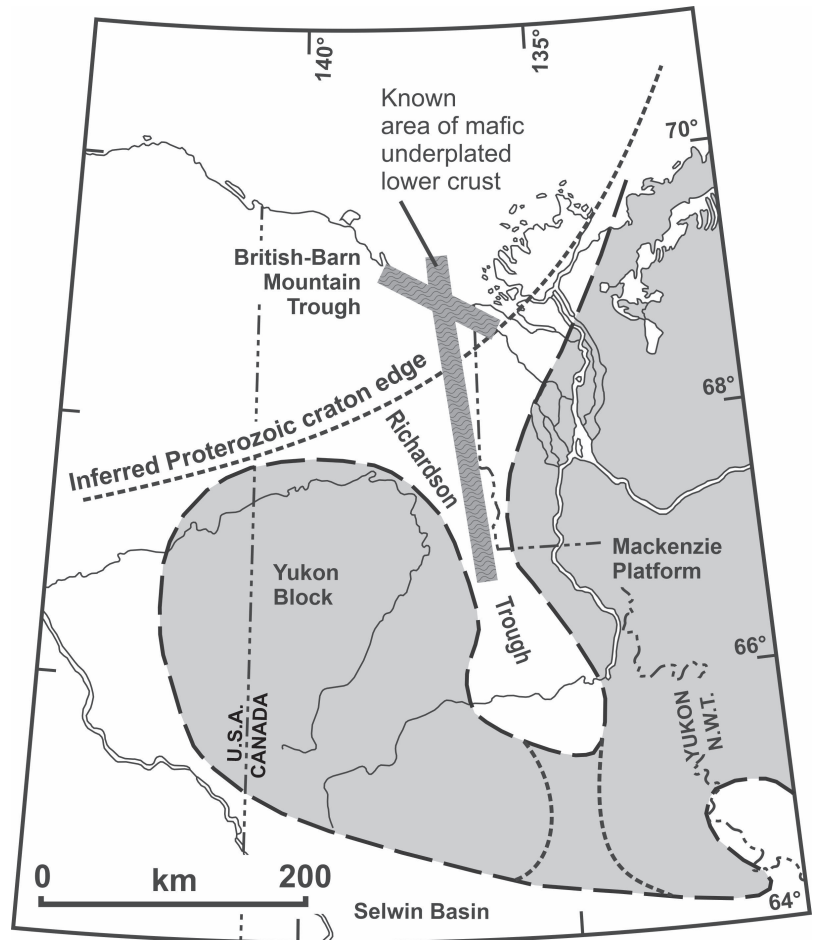 140°
135°
Known
area of mafic
underplated
lower crust
70°
British-Barn
Mountain
Trough
68°
Inferred Proterozoic craton edge
Richardson
Trough
Mackenzie
Platform
Yukon
Block
66°
U.S.A.
CANADA
YUKON
N.W.T.
0 km 200
64°
Selwin Basin